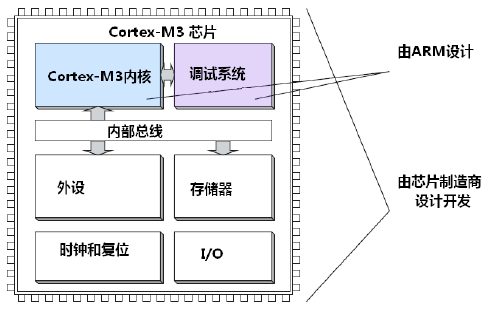 Cortex-M3 芯片
Cortex-M3内核
调试系统
由ARM设计
内部总线
外设
存储器
由芯片制造商
设计开发
时钟和复位
I/O